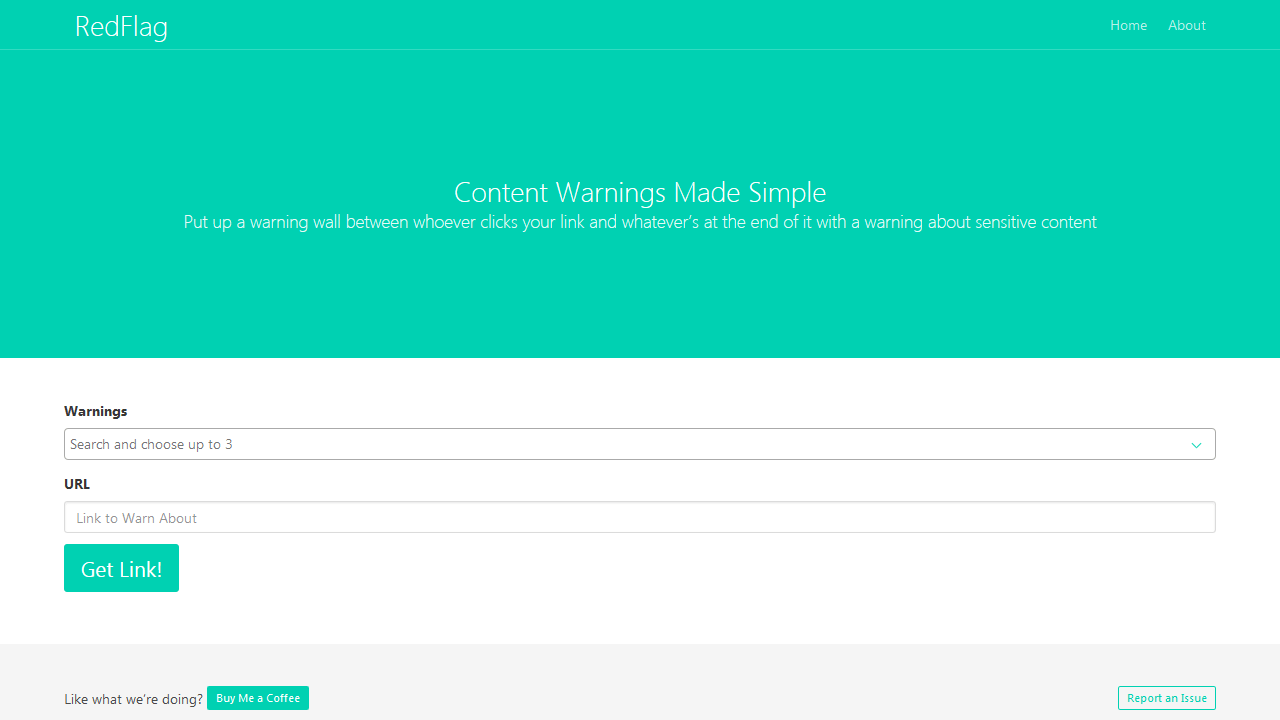 RedFlag
Home
About
Content Warnings Made Simple
Put up a warning wall between whoever clicks your link and whatever's at the end of it with a warning about sensitive content
Warnings
Search and choose up to 3
URL
Link to Warn About
Get Link!
Like what we're doing?
Buy Me a Coffee
Report an Issue